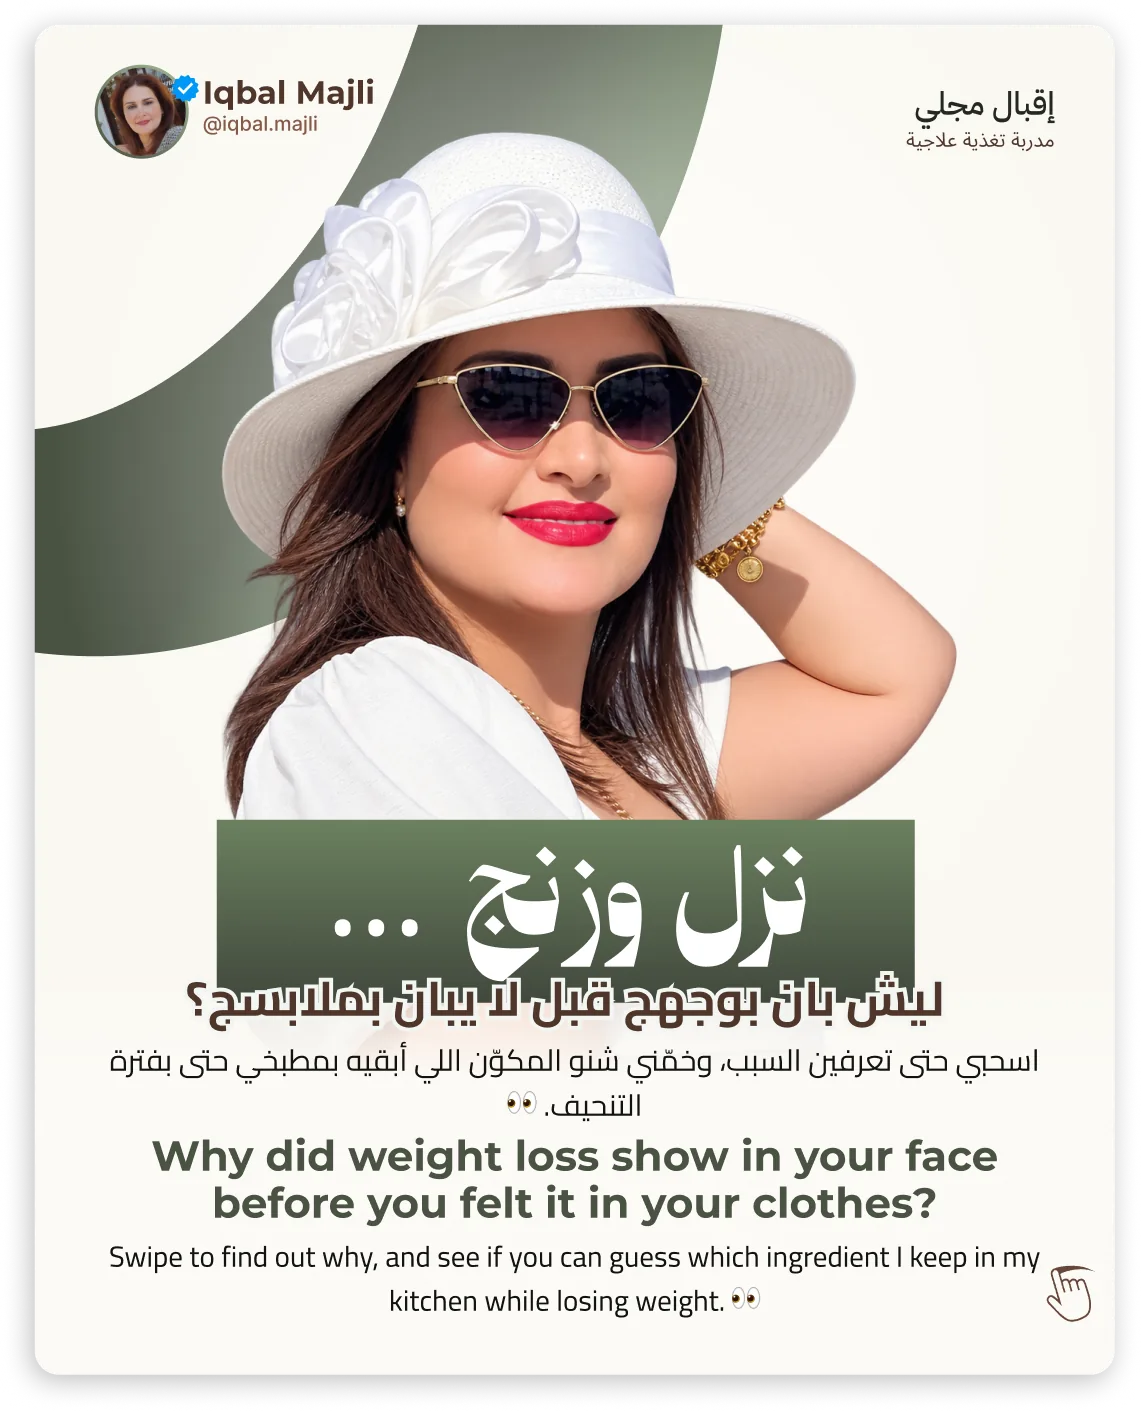 Iqbal Majli
@iqbal.majli
إقبال مجلي
مدربة تغذية علاجية
نزل وزنج ...
ليش بان بوجهج قبل لا يبان بملابسج؟
اسحبي حتى تعرفين السبب، وخمّني شنو المكوّن اللي أبقيه بمطبخي حتى بفترة
التنحيف. 👀
Why did weight loss show in your face
before you felt it in your clothes?
Swipe to find out why, and see if you can guess which ingredient I keep in my
kitchen while losing weight. 👀